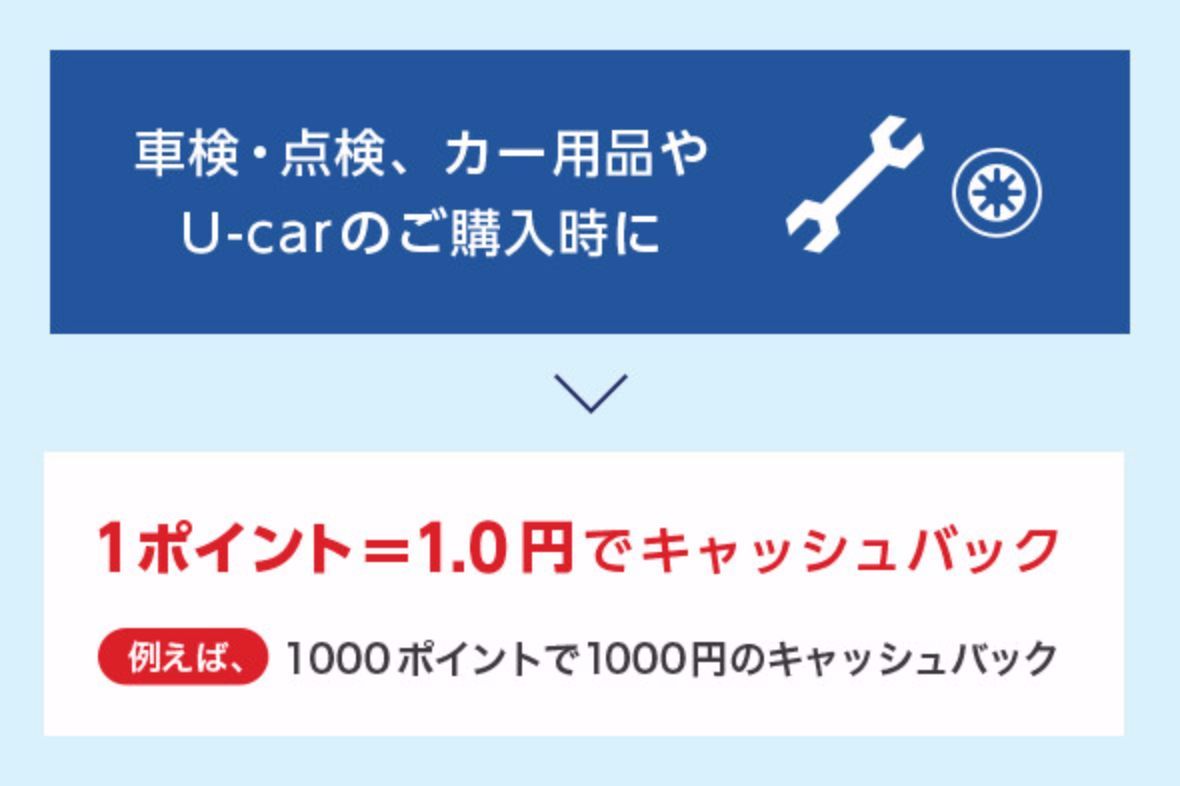 車検・点検、カー用品や
U-carのご購入時に
1ポイント=1.0円でキャッシュバック
例えば、 1000ポイントで1000円のキャッシュバック